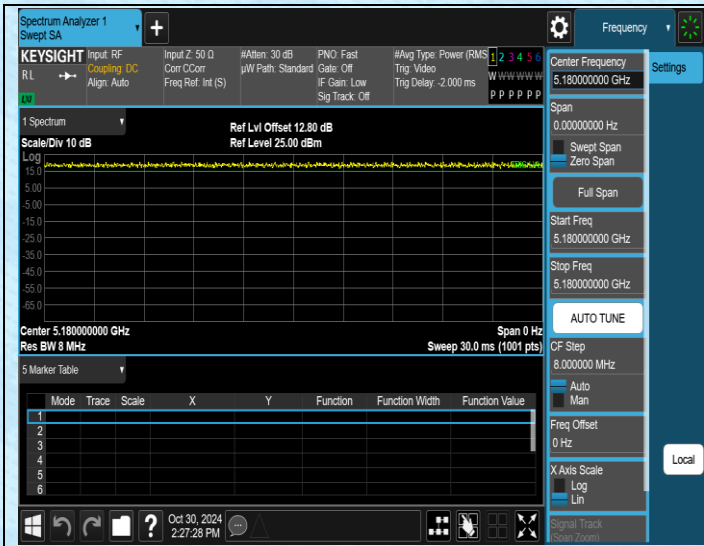 Spectrum Analyzer 1
Swept SA
Frequency
KEYSIGHT
RL
LXI
Input: RF
Coupling: DC
Align: Auto
Input Z: 50 Ω
Corr CCorr
Freq Ref: Int (S)
#Atten: 30 dB
µW Path: Standard
PNO: Fast
Gate: Off
IF Gain: Low
Sig Track: Off
#Avg Type: Power (RMS
Trig: Video
Trig Delay: -2.000 ms
1 2 3 4 5 6
W W W W W W
P P P P P P
Center Frequency
5.180000000 GHz
Settings
Span
0.00000000 Hz
Swept Span
Zero Span
Full Span
Start Freq
5.180000000 GHz
Stop Freq
5.180000000 GHz
AUTO TUNE
CF Step
8.000000 MHz
Auto
Man
Freq Offset
0 Hz
X Axis Scale
Log
Lin
Signal Track
(Span Zoom)
Local
1 Spectrum
Scale/Div 10 dB
Ref Lvl Offset 12.80 dB
Ref Level 25.00 dBm
Log
15.0
5.00
-5.00
-15.0
-25.0
-35.0
-45.0
-55.0
-65.0
Center 5.180000000 GHz
Span 0 Hz
Res BW 8 MHz
Sweep 30.0 ms (1001 pts)
5 Marker Table
Mode Trace Scale X Y Function Function Width Function Value
1
2
3
4
5
6
Oct 30, 2024
2:27:28 PM